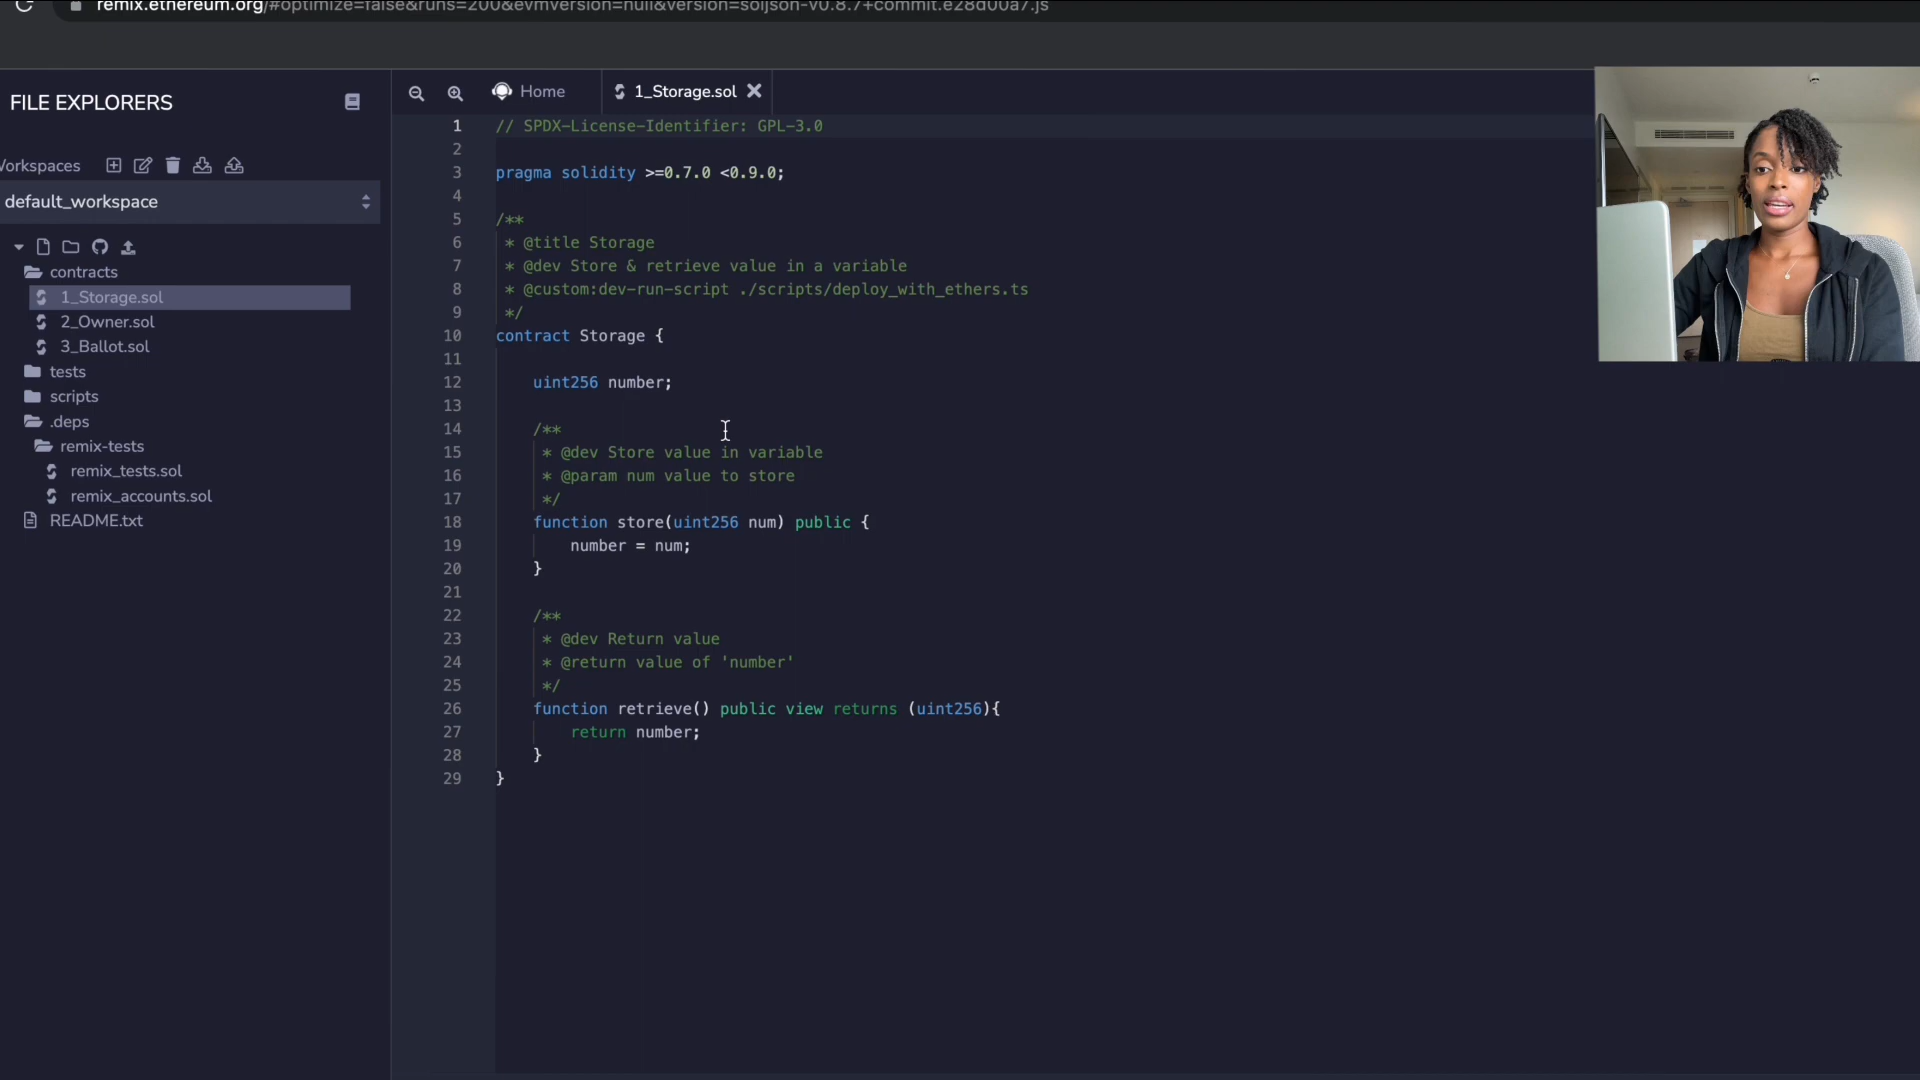 remix.ethereum.org/#optimize=false&runs=200&evmVersion=null&version=soljson-v0.8.7+commit.e28d00a7.js
FILE EXPLORERS
Workspaces
default_workspace
contracts
1_Storage.sol
2_Owner.sol
3_Ballot.sol
tests
scripts
.deps
remix-tests
remix_tests.sol
remix_accounts.sol
README.txt
Home
1_Storage.sol
1 // SPDX-License-Identifier: GPL-3.0
2
3 pragma solidity >=0.7.0 <0.9.0;
4
5 /**
6 * @title Storage
7 * @dev Store & retrieve value in a variable
8 * @custom:dev-run-script ./scripts/deploy_with_ethers.ts
9 */
10 contract Storage {
11
12 uint256 number;
13
14 /**
15 * @dev Store value in variable
16 * @param num value to store
17 */
18 function store(uint256 num) public {
19 number = num;
20 }
21
22 /**
23 * @dev Return value
24 * @return value of 'number'
25 */
26 function retrieve() public view returns (uint256){
27 return number;
28 }
29 }